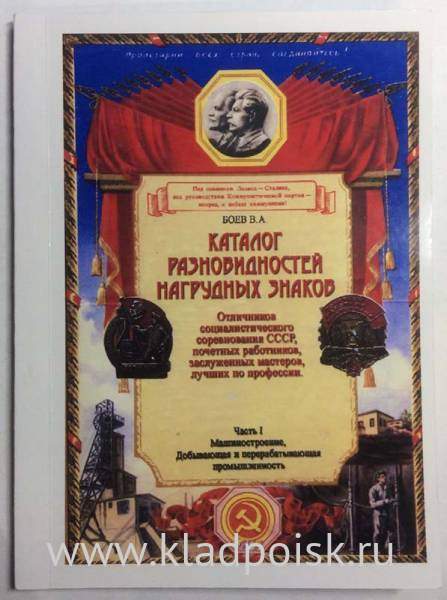 Пролетарии всех стран, соединяйтесь!
Под знаменем Ленина—Сталина,
под руководством Коммунистической партии—
вперед, к победе коммунизма!
БОЕВ В.А.
КАТАЛОГ
РАЗНОВИДНОСТЕЙ
НАГРУДНЫХ ЗНАКОВ
Отличников
социалистического
соревнования СССР,
почетных работников,
заслуженных мастеров,
лучших по профессии.
Часть I
Машиностроение,
Добывающая и перерабатывающая
промышленность
www.kladpoisk.ru